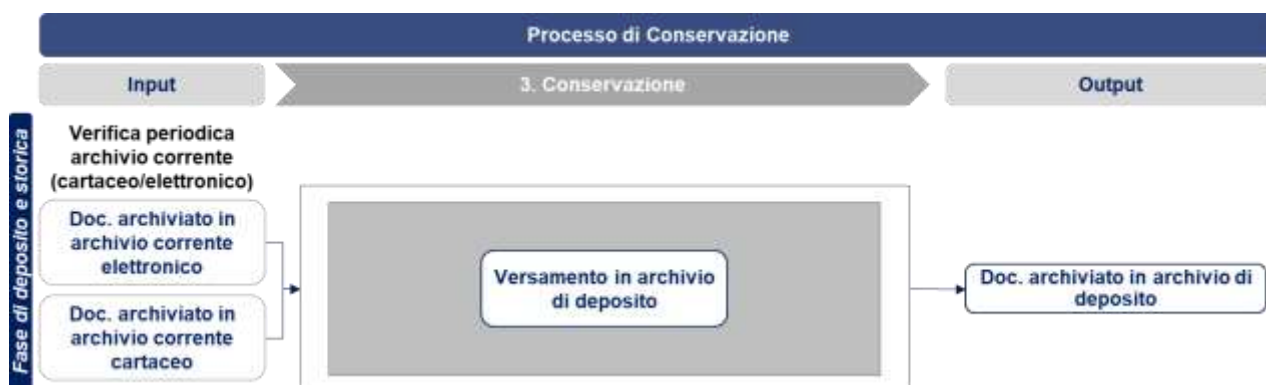 Processo di Conservazione
Input
3. Conservazione
Output
Fase di deposito e storica
Verifica periodica
archivio corrente
(cartaceo/elettronico)
Doc. archiviato in
archivio corrente
elettronico
Doc. archiviato in
archivio corrente
cartaceo
Versamento in archivio
di deposito
Doc. archiviato in archivio di
deposito